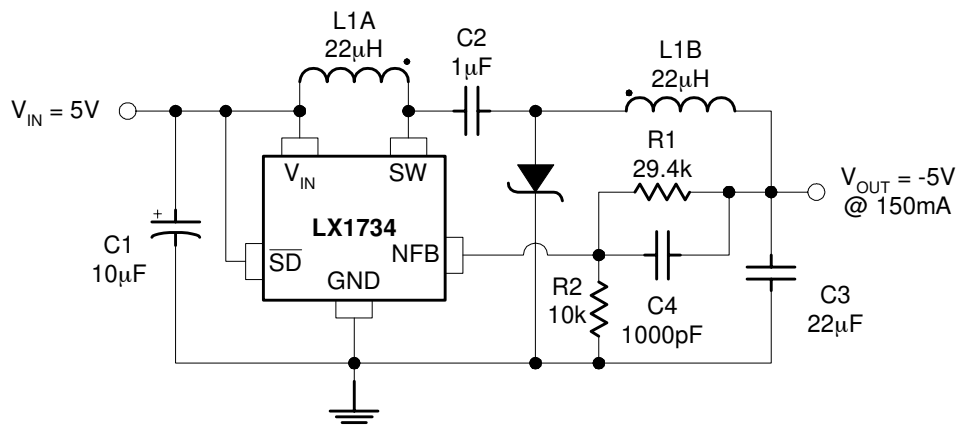 L1A
22µH
C2
1µF
L1B
22µH
V_IN = 5V
R1
29.4k
V_IN
SW
V_OUT = -5V
@ 150mA
LX1734
C1
10µF
+
SD
NFB
GND
R2
10k
C4
1000pF
C3
22µF